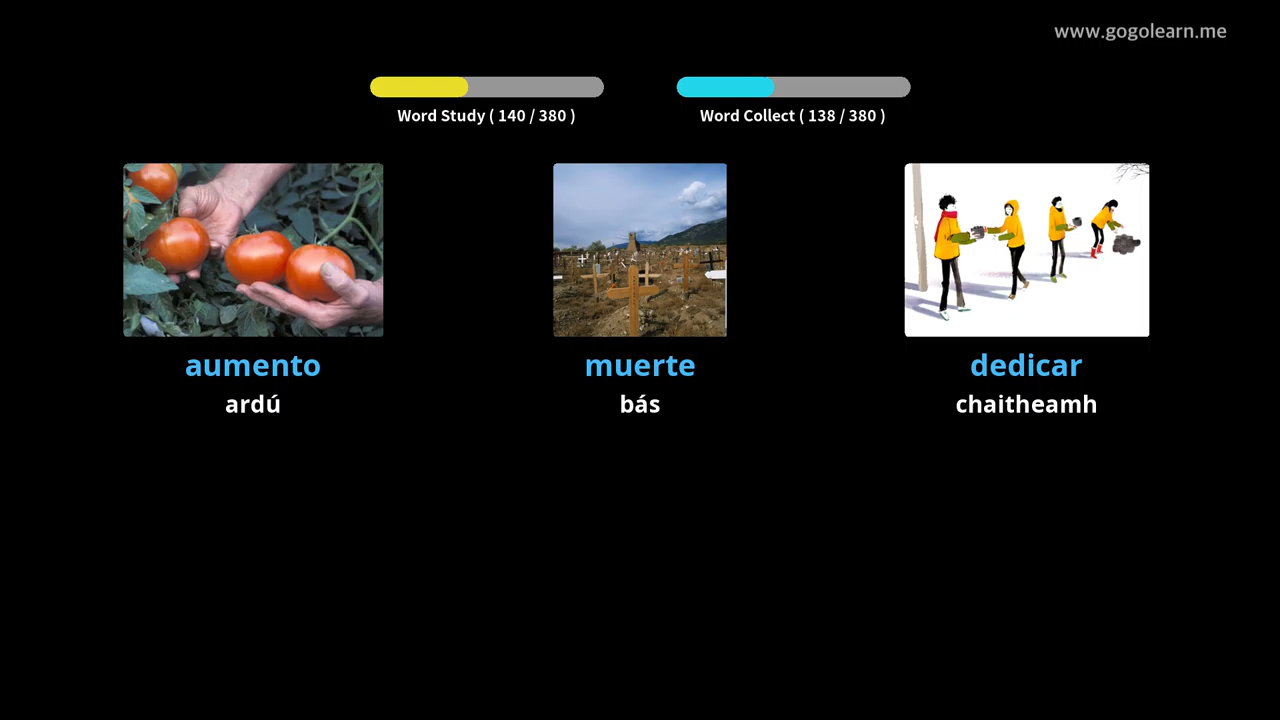 www.gogolearn.me
Word Study ( 140 / 380 )
Word Collect ( 138 / 380 )
aumento
muerte
dedicar
ardú
bás
chaitheamh